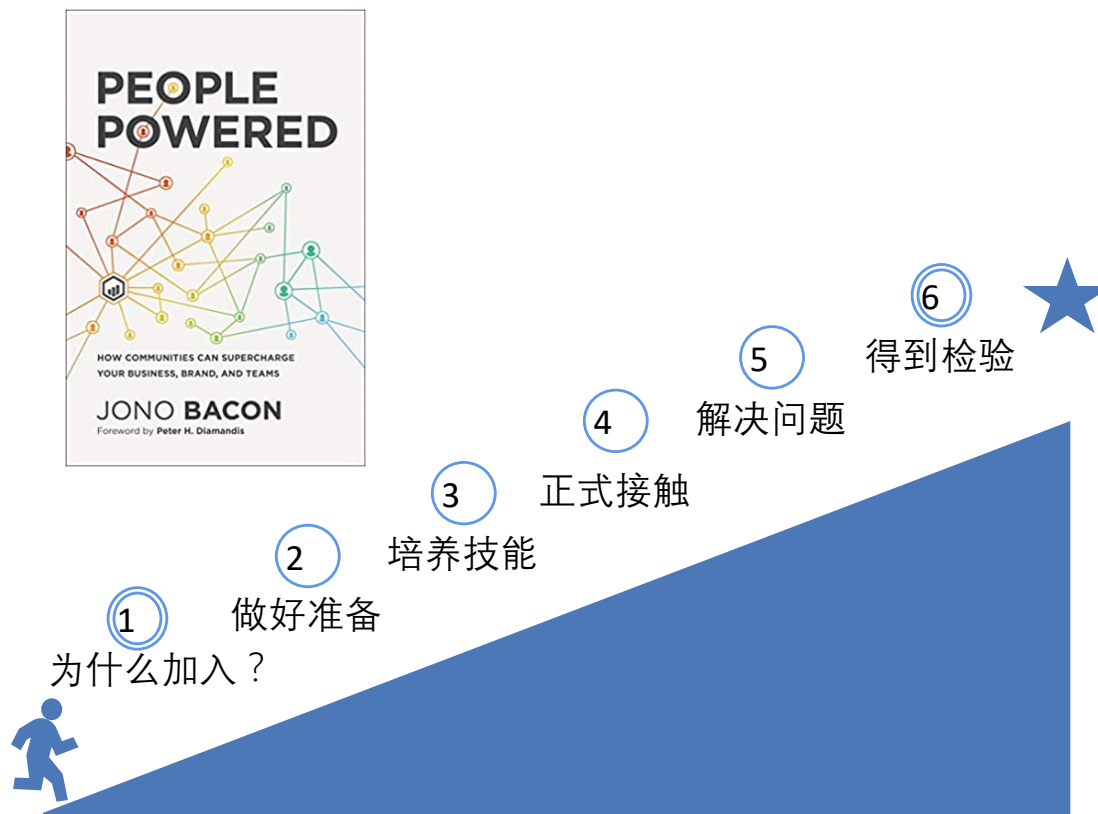 PEOPLE
POWERED
HOW COMMUNITIES CAN SUPERCHARGE
YOUR BUSINESS, BRAND, AND TEAMS
JONO BACON
Foreword by Peter H. Diamandis
1
为什么加入？
2
做好准备
3
培养技能
4
正式接触
5
解决问题
6
得到检验